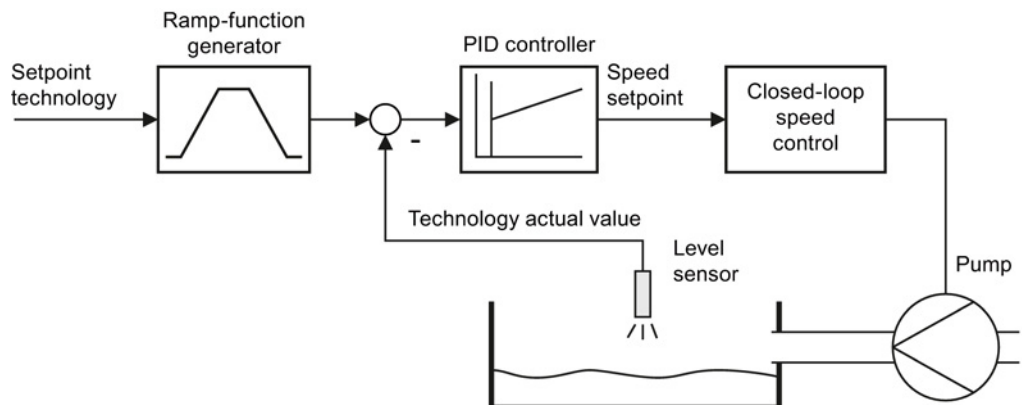 Ramp-function
generator
Setpoint
technology
PID controller
Speed
setpoint
Closed-loop
speed
control
-
Technology actual value
Level
sensor
Pump